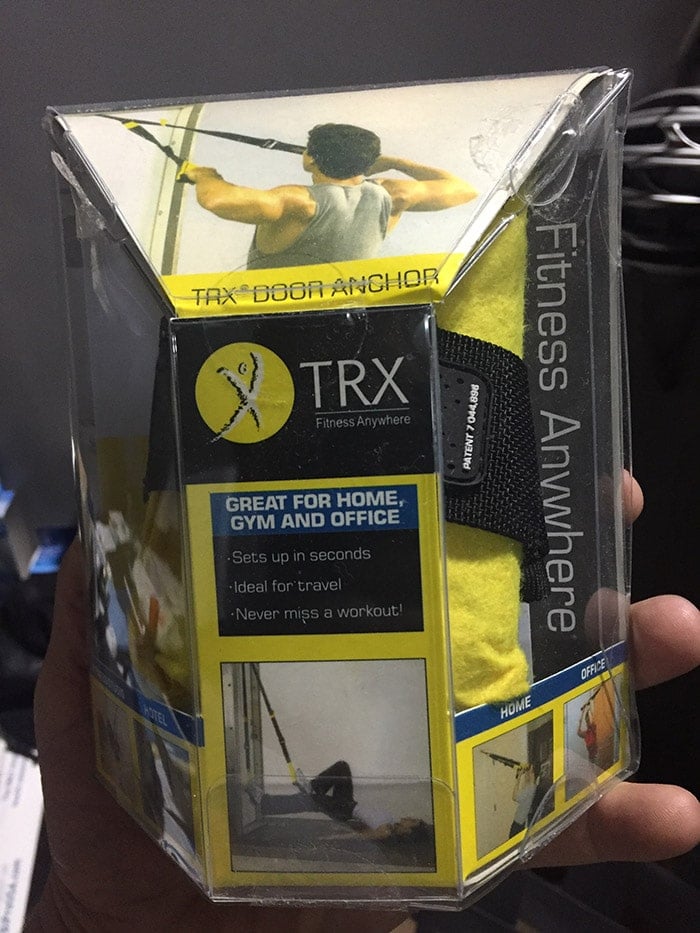 TRX® DOOR ANCHOR
TRX
Fitness Anywhere
GREAT FOR HOME,
GYM AND OFFICE
·Sets up in seconds
·Ideal for travel
·Never miss a workout!
PATENT 7 044,896
Fitness Anywhere
HOTEL
HOME
OFFICE